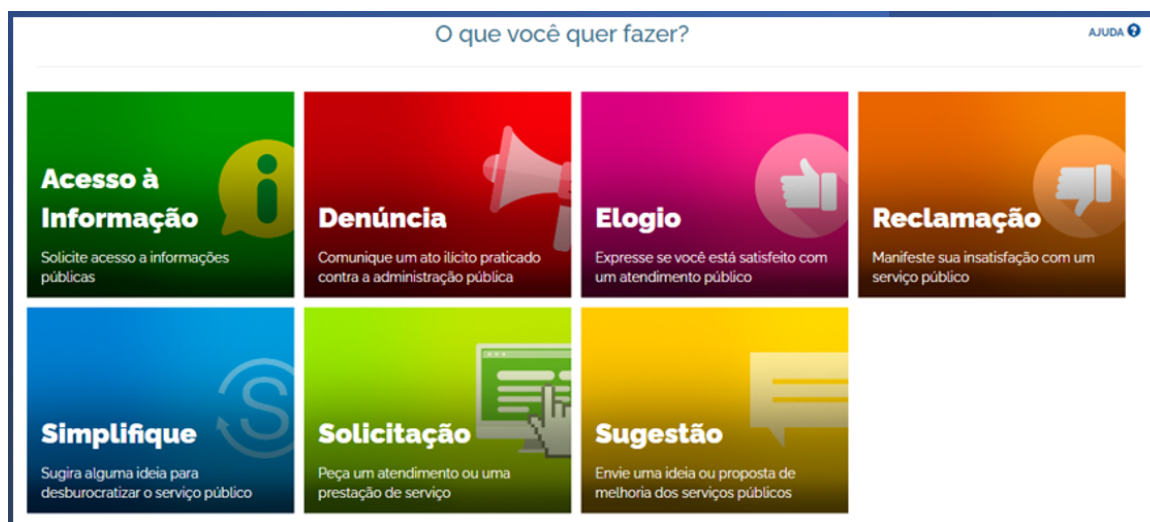 O que você quer fazer?
AJUDA
Acesso à
Informação
Solicite acesso a informações
públicas
Denúncia
Comunique um ato ilícito praticado
contra a administração pública
Elogio
Expresse se você está satisfeito com
um atendimento público
Reclamação
Manifeste sua insatisfação com um
serviço público
Simplifique
Sugira alguma ideia para
desburocratizar o serviço público
Solicitação
Peça um atendimento ou uma
prestação de serviço
Sugestão
Envie uma ideia ou proposta de
melhoria dos serviços públicos